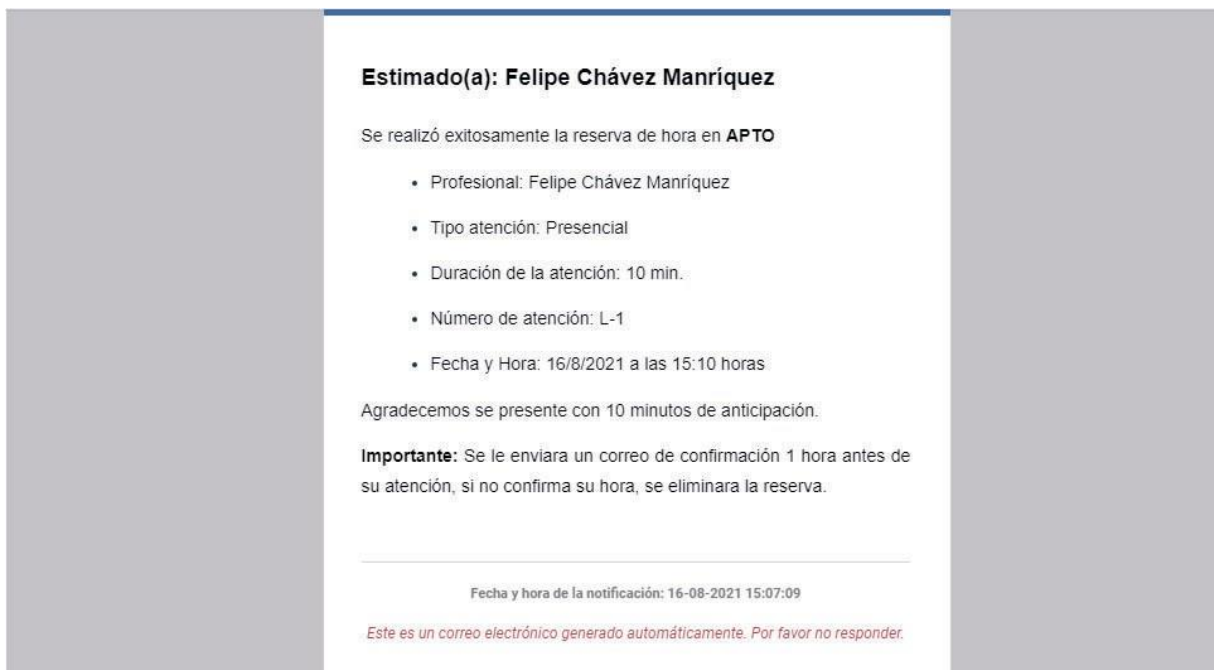 Estimado(a): Felipe Chávez Manríquez
Se realizó exitosamente la reserva de hora en APTO
• Profesional: Felipe Chávez Manríquez
• Tipo atención: Presencial
• Duración de la atención: 10 min.
• Número de atención: L-1
• Fecha y Hora: 16/8/2021 a las 15:10 horas
Agradecemos se presente con 10 minutos de anticipación.
Importante: Se le enviara un correo de confirmación 1 hora antes de
su atención, si no confirma su hora, se eliminara la reserva.
Fecha y hora de la notificación: 16-08-2021 15:07:09
Este es un correo electrónico generado automáticamente. Por favor no responder.